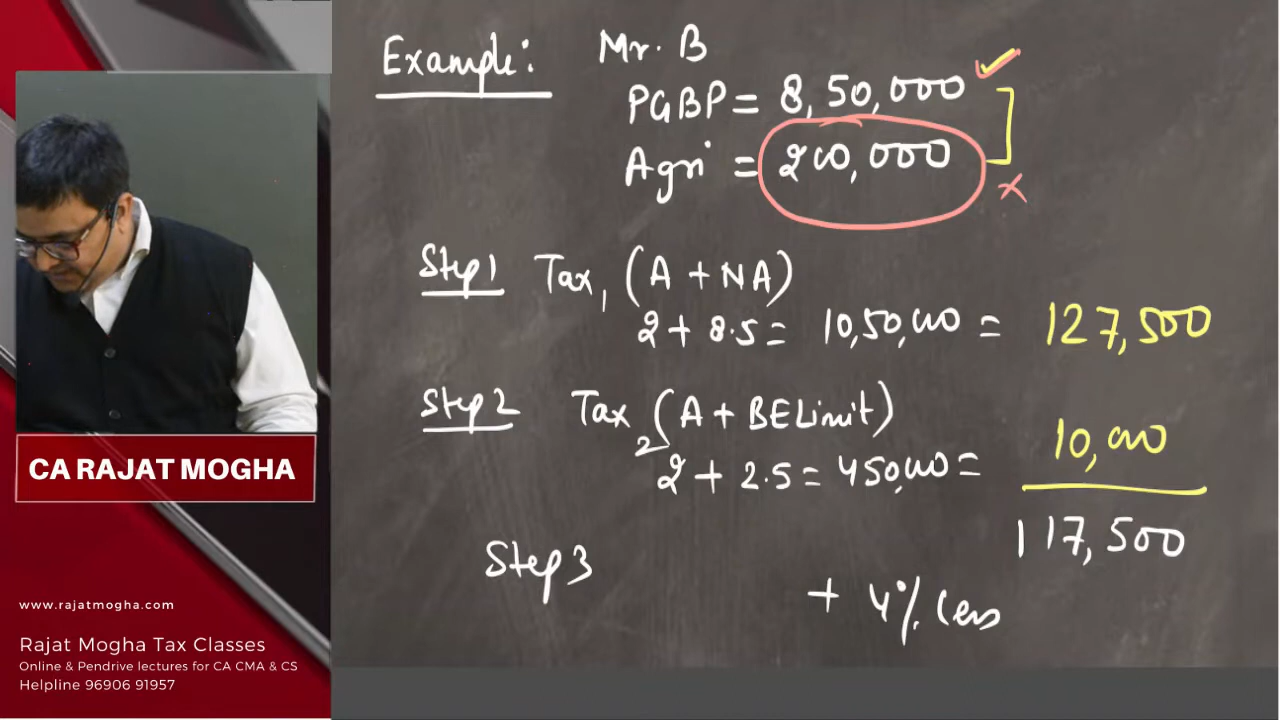 Example: Mr. B
PGBP = 8,50,000
Agri = 200,000
Step1 Tax1 (A + NA)
2 + 8.5 = 10,50,000 = 127,500
Step2 Tax2 (A + BELimit)
2 + 2.5 = 450,000 = 10,000
117,500
Step3
+ 4% Cess
CA RAJAT MOGHA
www.rajatmogha.com
Rajat Mogha Tax Classes
Online & Pendrive lectures for CA CMA & CS
Helpline 96906 91957